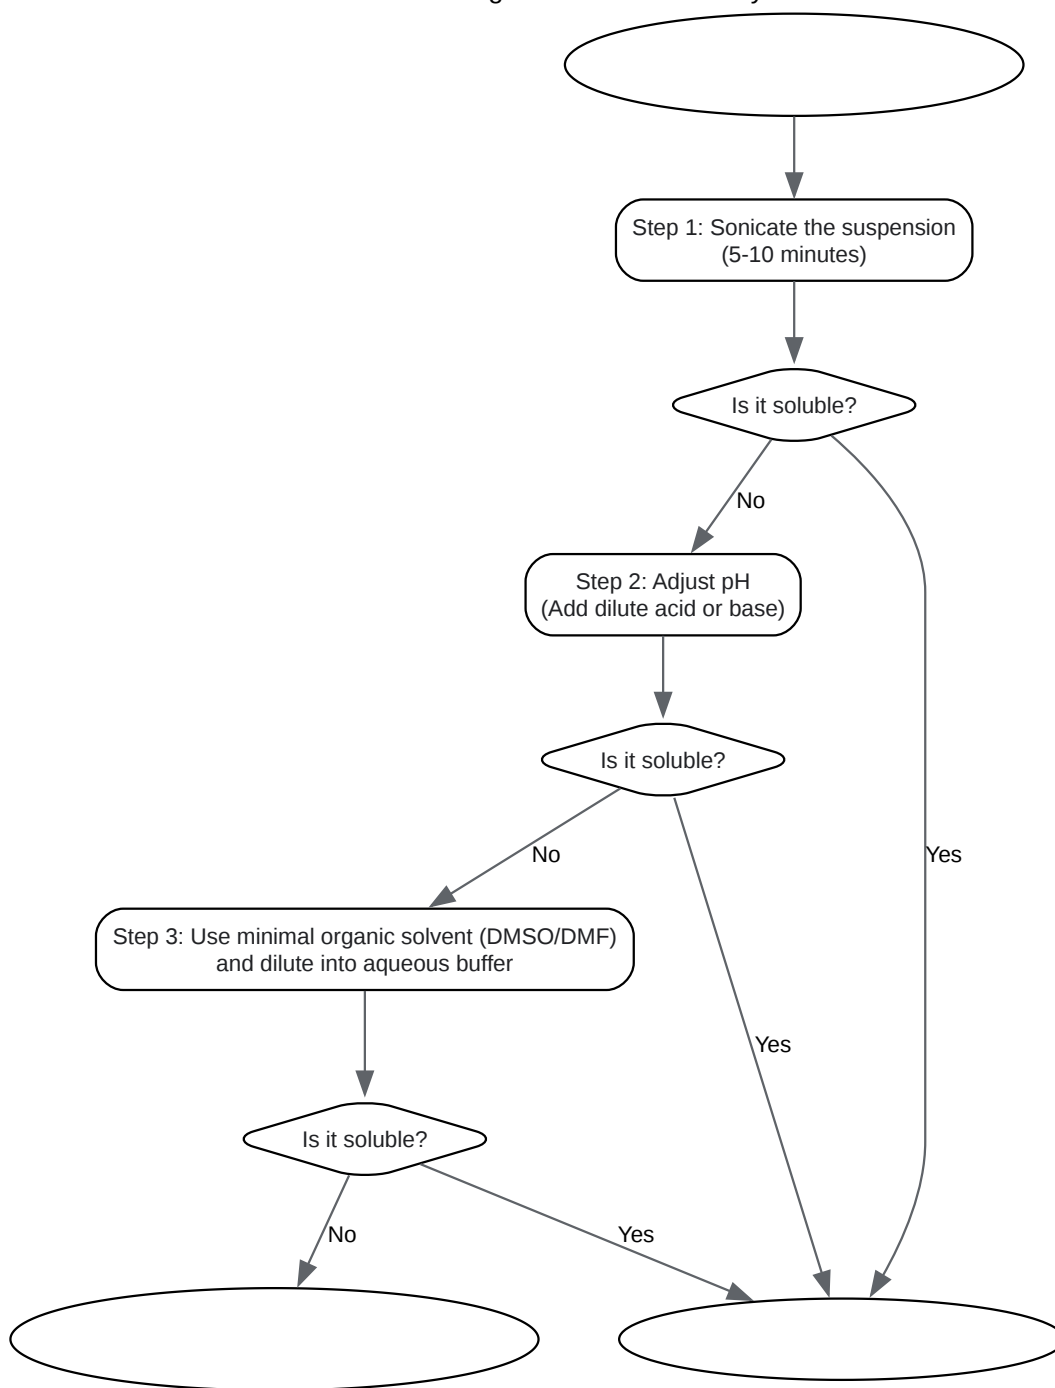 Step 1: Sonicate the suspension
(5-10 minutes)
Is it soluble?
No
Step 2: Adjust pH
(Add dilute acid or base)
Is it soluble?
No
Yes
Step 3: Use minimal organic solvent (DMSO/DMF)
and dilute into aqueous buffer
Yes
Is it soluble?
No
Yes